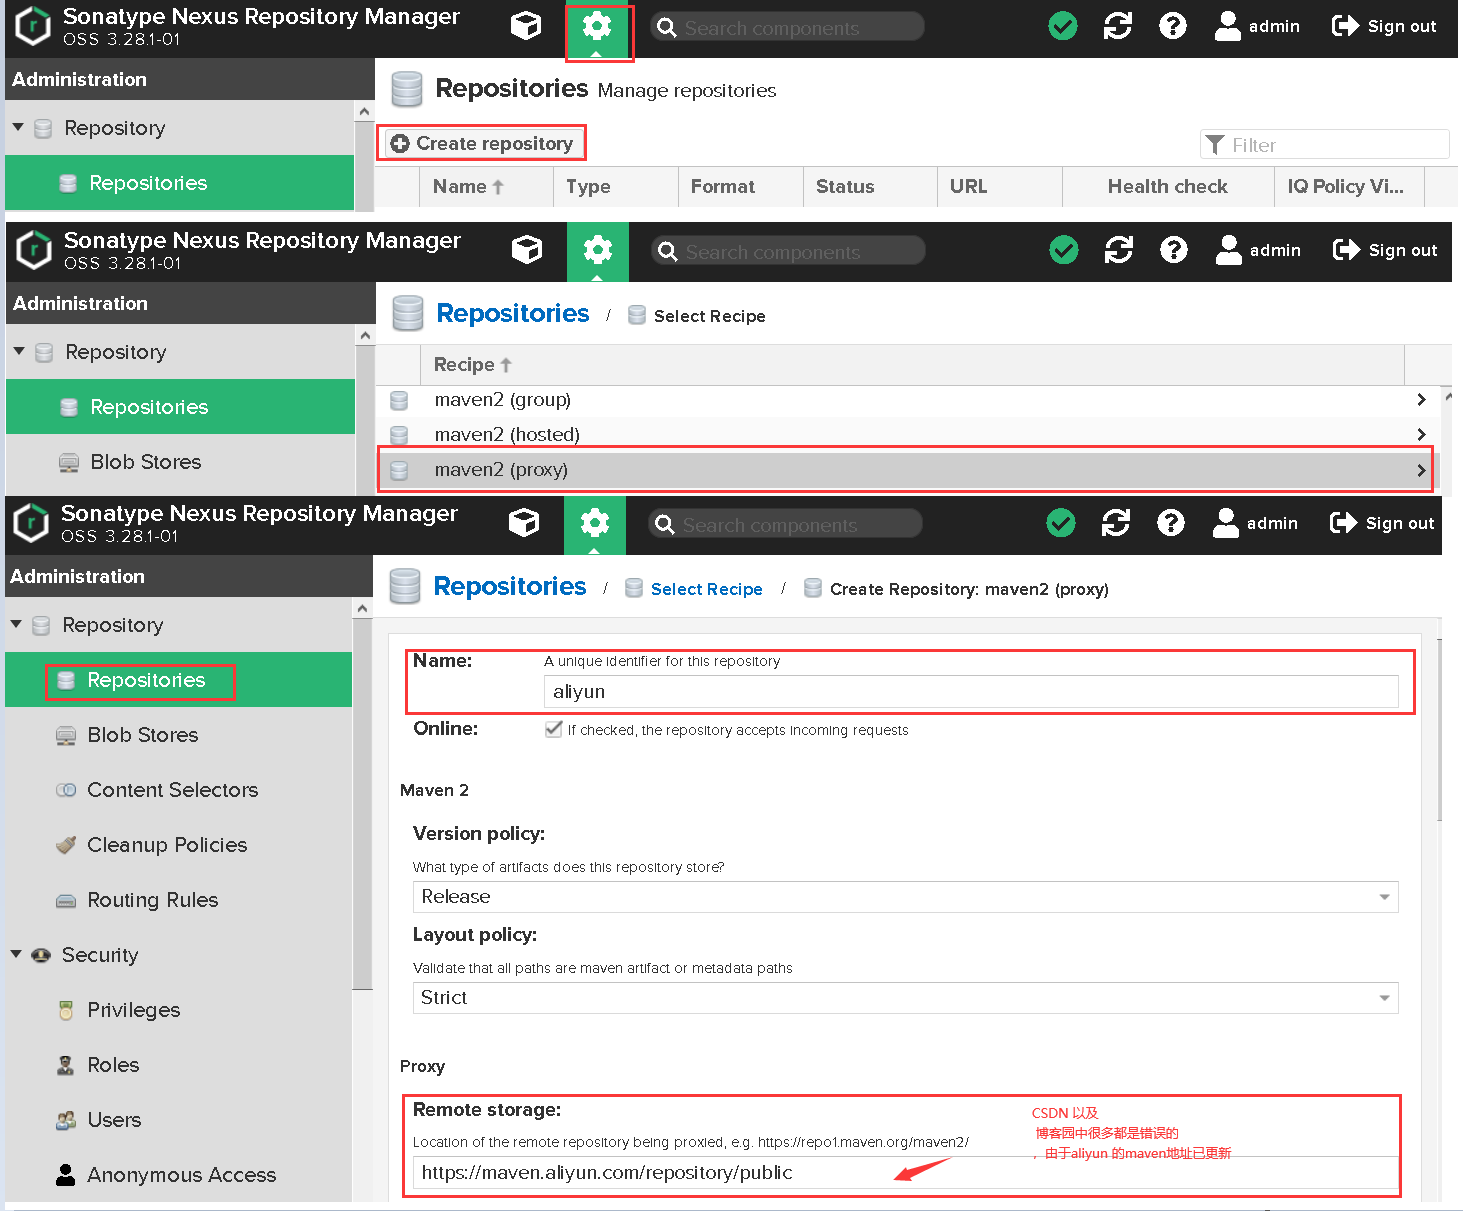 Sonatype Nexus Repository Manager
OSS 3.28.1-01
Search components
admin
Sign out
Administration
Repositories Manage repositories
Repository
Create repository
Filter
Repositories
Name
Type
Format
Status
URL
Health check
IQ Policy Vi...
Sonatype Nexus Repository Manager
OSS 3.28.1-01
Search components
admin
Sign out
Administration
Repositories / Select Recipe
Repository
Recipe
Repositories
maven2 (group)
maven2 (hosted)
Blob Stores
maven2 (proxy)
Sonatype Nexus Repository Manager
OSS 3.28.1-01
Search components
admin
Sign out
Administration
Repositories / Select Recipe / Create Repository: maven2 (proxy)
Repository
Repositories
Blob Stores
Content Selectors
Cleanup Policies
Routing Rules
Security
Privileges
Roles
Users
Anonymous Access
Name:
A unique identifier for this repository
aliyun
Online:
If checked, the repository accepts incoming requests
Maven 2
Version policy:
What type of artifacts does this repository store?
Release
Layout policy:
Validate that all paths are maven artifact or metadata paths
Strict
Proxy
Remote storage:
Location of the remote repository being proxied, e.g. https://repo1.maven.org/maven2/
https://maven.aliyun.com/repository/public
CSDN 以及
博客园中很多都是错误的
，由于aliyun 的maven地址已更新